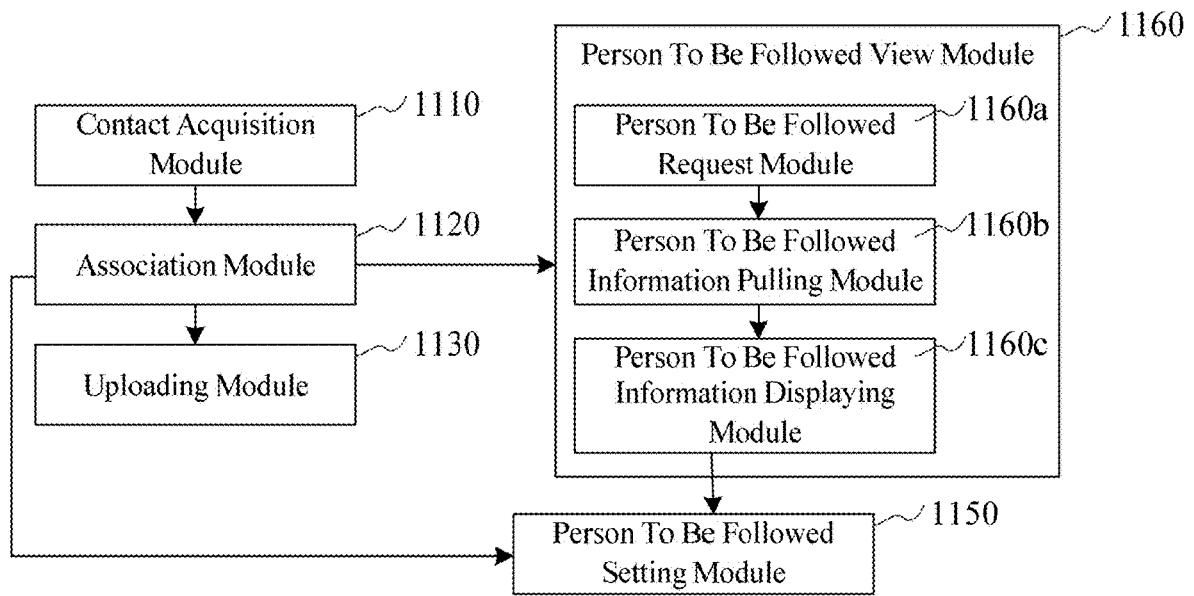 1160
Person To Be Followed View Module
1110
Contact Acquisition
Module
1160a
Person To Be Followed
Request Module
1120
Association Module
1160b
Person To Be Followed
Information Pulling Module
1130
Uploading Module
1160c
Person To Be Followed
Information Displaying
Module
1150
Person To Be Followed
Setting Module